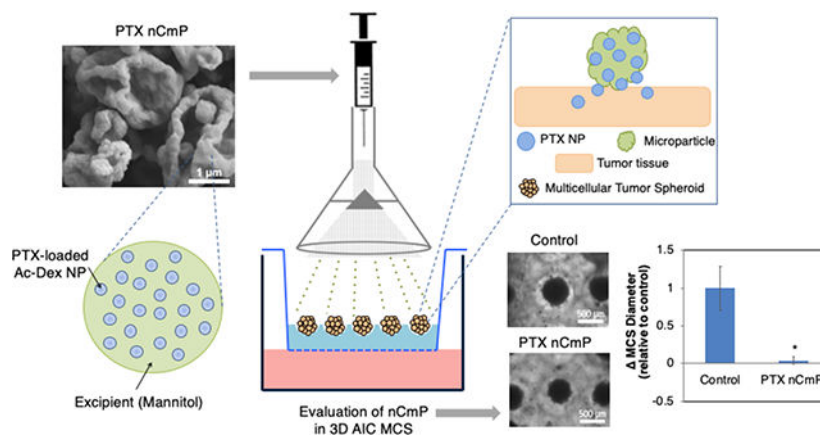 PTX nCmP
1 µm
PTX-loaded
Ac-Dex NP
Excipient (Mannitol)
PTX NP
Microparticle
Tumor tissue
Multicellular Tumor Spheroid
Evaluation of nCmP
in 3D AIC MCS
Control
500 µm
PTX nCmP
500 µm
Δ MCS Diameter
(relative to control)
1.5
1
0.5
0
-0.5
*
Control
PTX nCmP